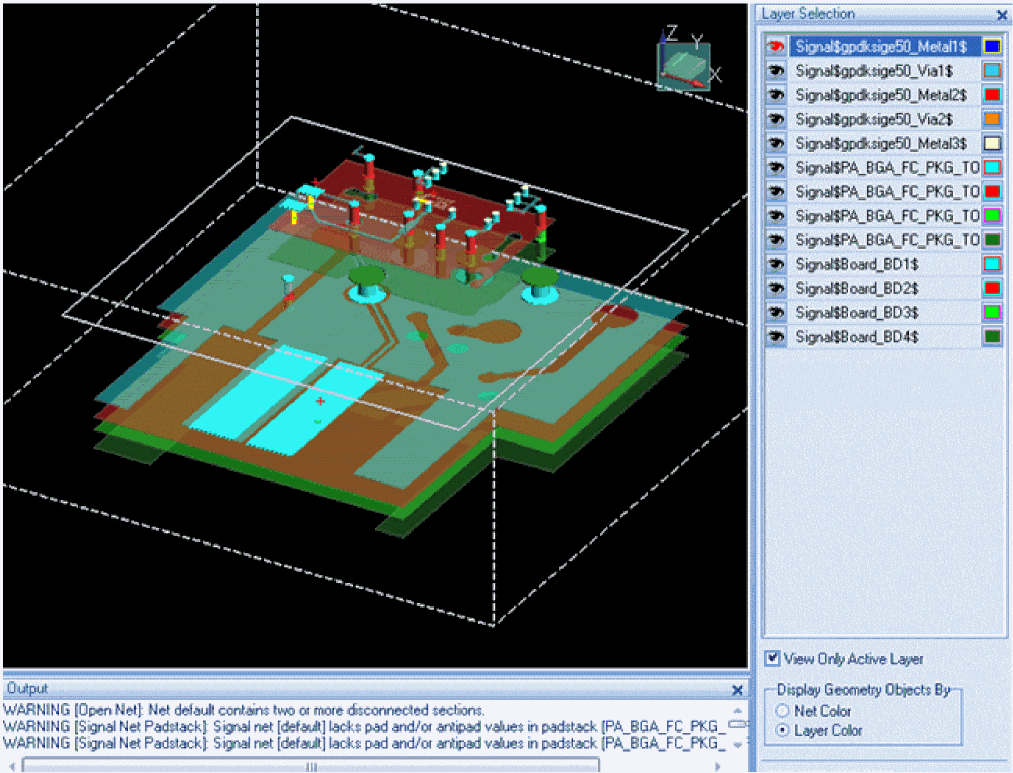 Layer Selection
Z
Y
X
Signal$gpdksige50_Metal1$
Signal$gpdksige50_Via1$
Signal$gpdksige50_Metal2$
Signal$gpdksige50_Via2$
Signal$gpdksige50_Metal3$
Signal$PA_BGA_FC_PKG_TO
Signal$PA_BGA_FC_PKG_TO
Signal$PA_BGA_FC_PKG_TO
Signal$PA_BGA_FC_PKG_TO
Signal$Board_BD1$
Signal$Board_BD2$
Signal$Board_BD3$
Signal$Board_BD4$
View Only Active Layer
Display Geometry Objects By
Net Color
Layer Color
Output
WARNING [Open Net]: Net default contains two or more disconnected sections.
WARNING [Signal Net Padstack]: Signal net [default] lacks pad and/or antipad values in padstack [PA_BGA_FC_PKG_
WARNING [Signal Net Padstack]: Signal net [default] lacks pad and/or antipad values in padstack [PA_BGA_FC_PKG_